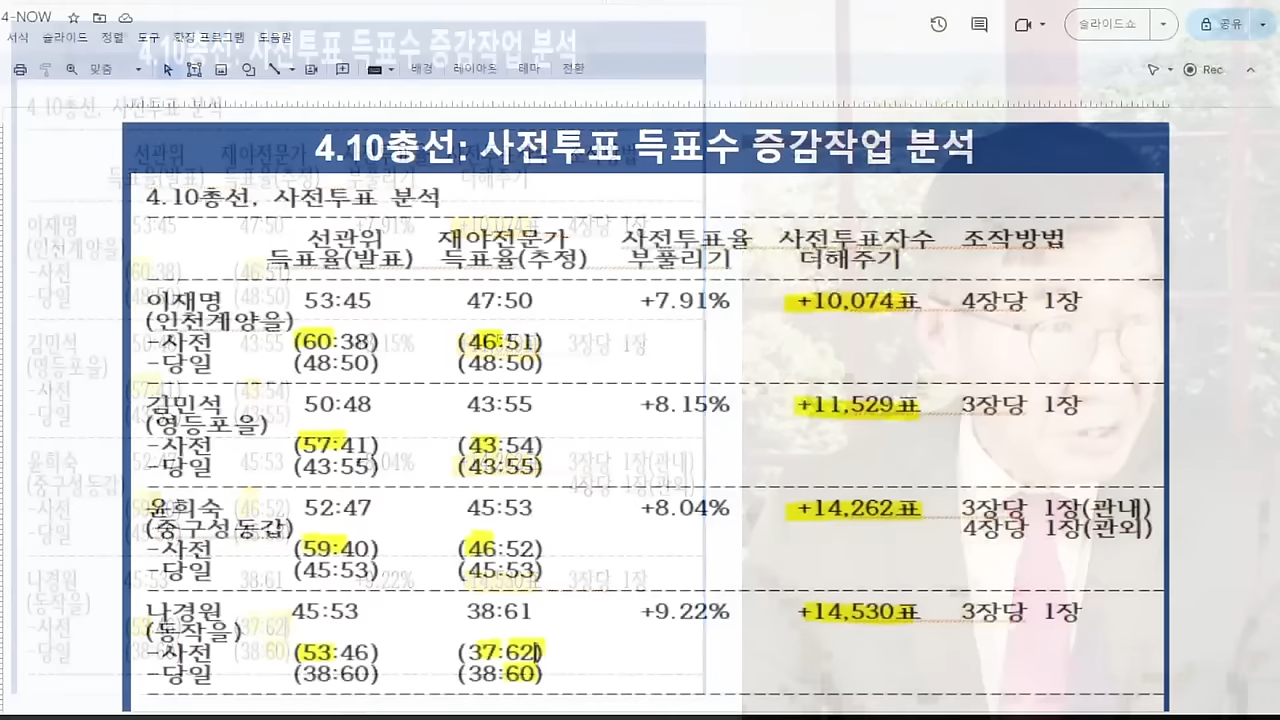 4-NOW
서식 슬라이드 정렬 도구 확장 프로그램 도움말
슬라이드쇼 공유
맞춤 배경 레이아웃 테마 전환 Rec
4.10총선: 사전투표 득표수 증감작업 분석
4.10총선, 사전투표 분석
선관위 재야전문가 사전투표율 사전투표자수 조작방법
득표율(발표) 득표율(추정) 부풀리기 더해주기
이재명 53:45 47:50 +7.91% +10,074표 4장당 1장
(인천계양을)
-사전 (60:38) (46:51)
-당일 (48:50) (48:50)
김민석 50:48 43:55 +8.15% +11,529표 3장당 1장
(영등포을)
-사전 (57:41) (43:54)
-당일 (43:55) (43:55)
윤희숙 52:47 45:53 +8.04% +14,262표 3장당 1장(관내)
(중구성동갑) 4장당 1장(관외)
-사전 (59:40) (46:52)
-당일 (45:53) (45:53)
나경원 45:53 38:61 +9.22% +14,530표 3장당 1장
(동작을)
-사전 (53:46) (37:62)
-당일 (38:60) (38:60)